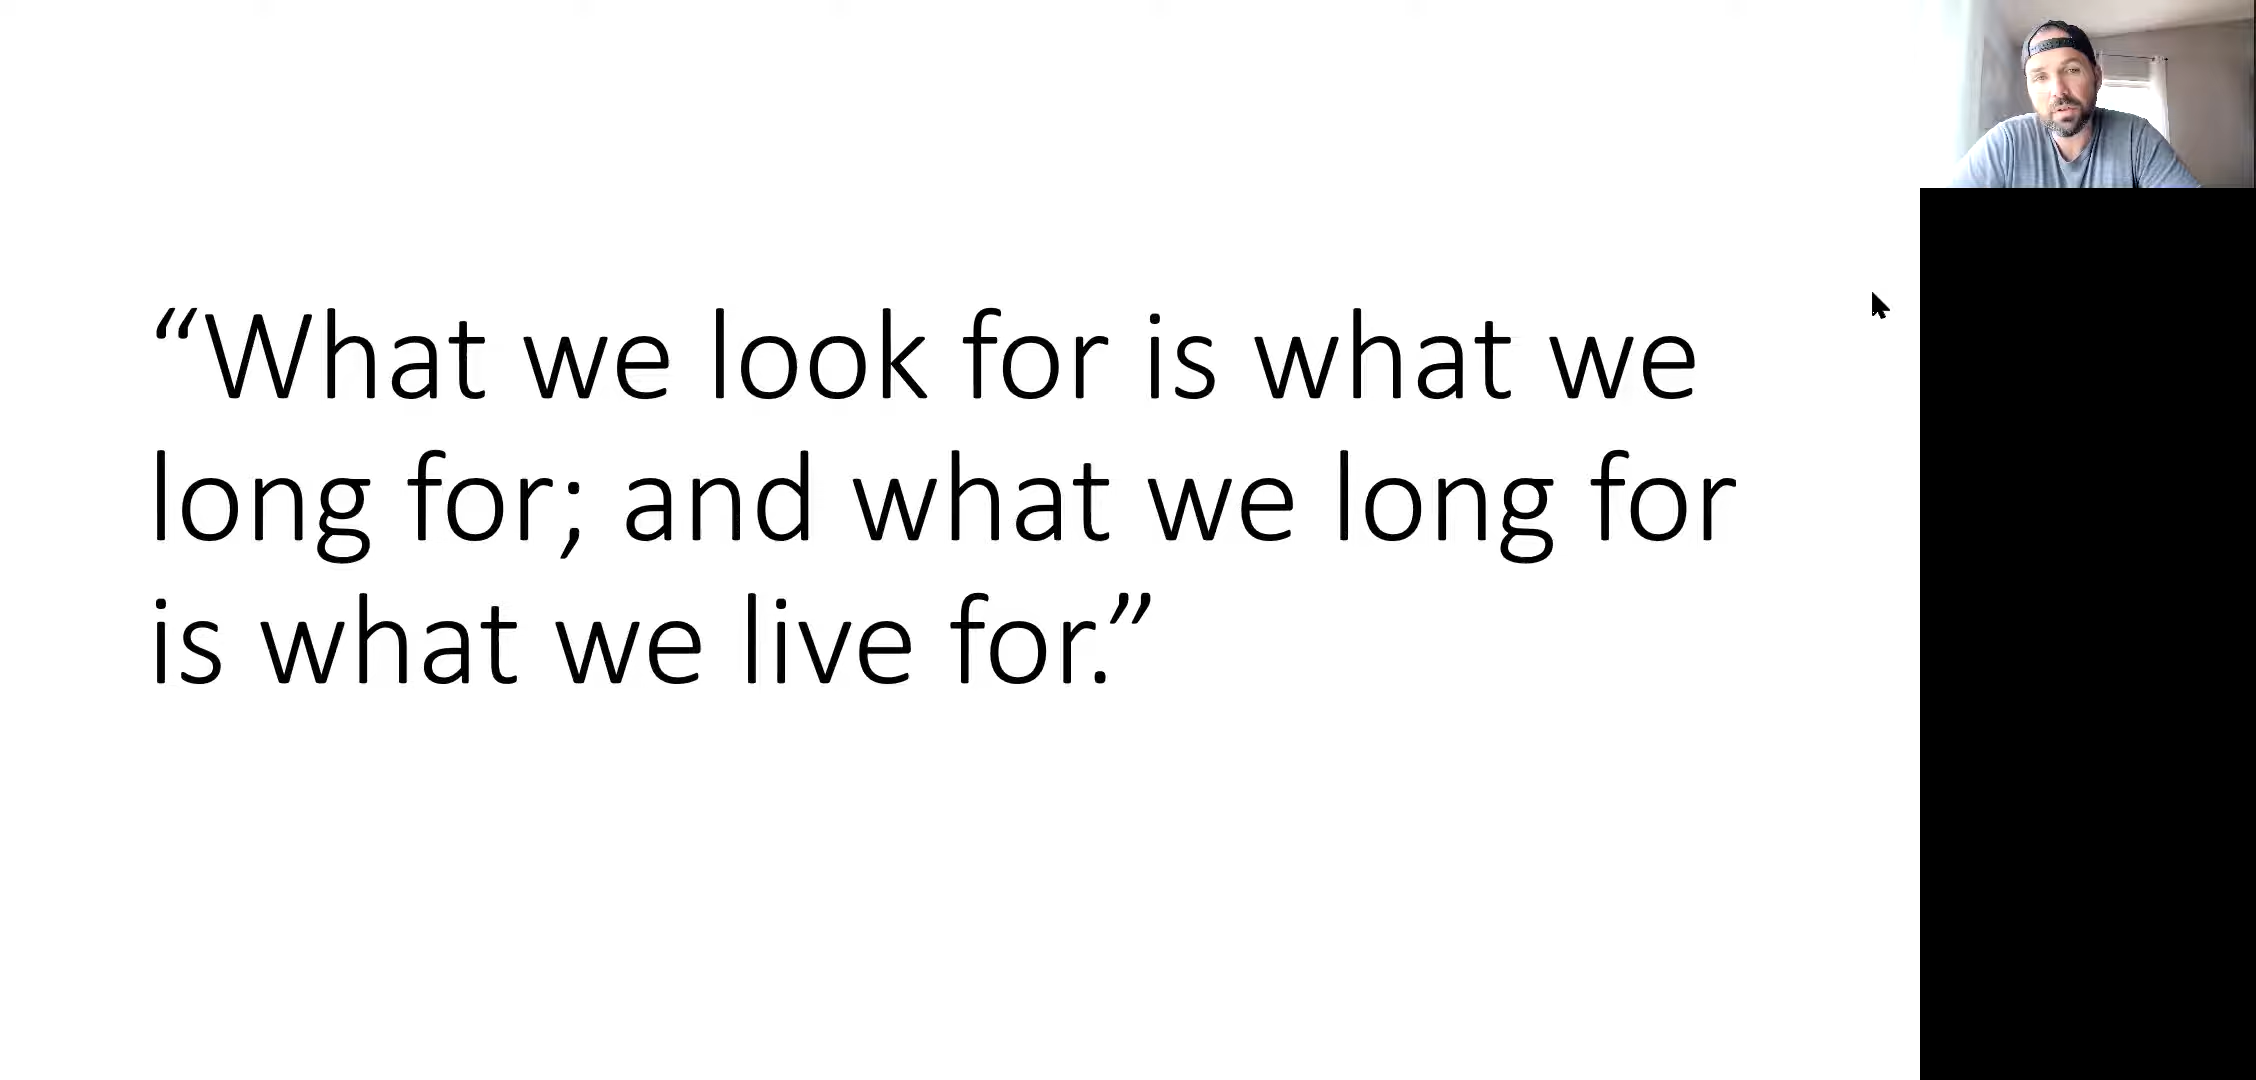 “What we look for is what we
long for; and what we long for
is what we live for.”